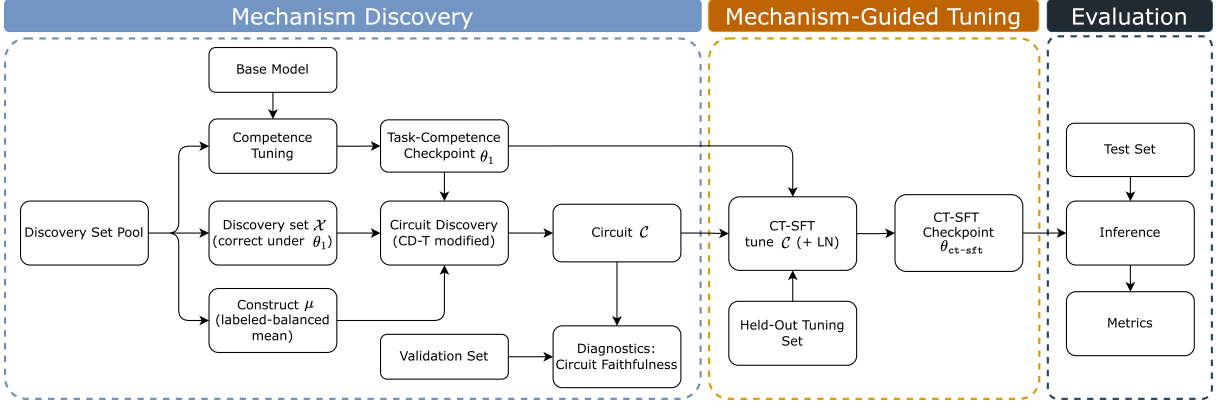 Mechanism Discovery
Mechanism-Guided Tuning
Evaluation
Base Model
Competence
Tuning
Task-Competence
Checkpoint θ₁
Discovery Set Pool
Discovery set 𝒳
(correct under θ₁)
Circuit Discovery
(CD-T modified)
Circuit 𝒞
Construct μ
(labeled-balanced
mean)
Validation Set
Diagnostics:
Circuit Faithfulness
CT-SFT
tune 𝒞 (+ LN)
Held-Out Tuning
Set
CT-SFT
Checkpoint
θ_ct-sft
Test Set
Inference
Metrics